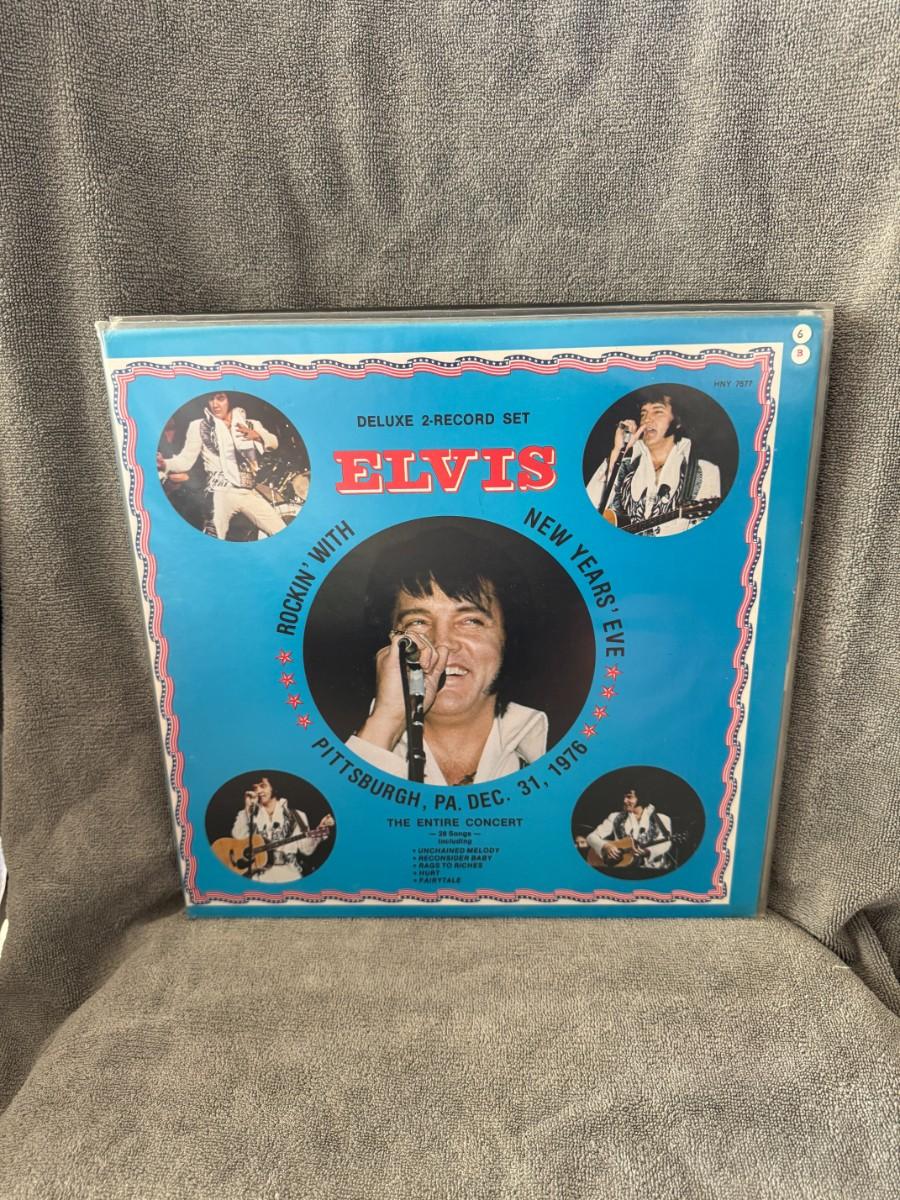 6
B
HNY 7677
DELUXE 2-RECORD SET
ELVIS
ROCKIN' WITH
NEW YEARS' EVE
PITTSBURGH, PA. DEC. 31, 1976
THE ENTIRE CONCERT
— 28 Songs —
Including
• UNCHAINED MELODY
• RECONSIDER BABY
• RAGS TO RICHES
• HURT
• FAIRYTALE